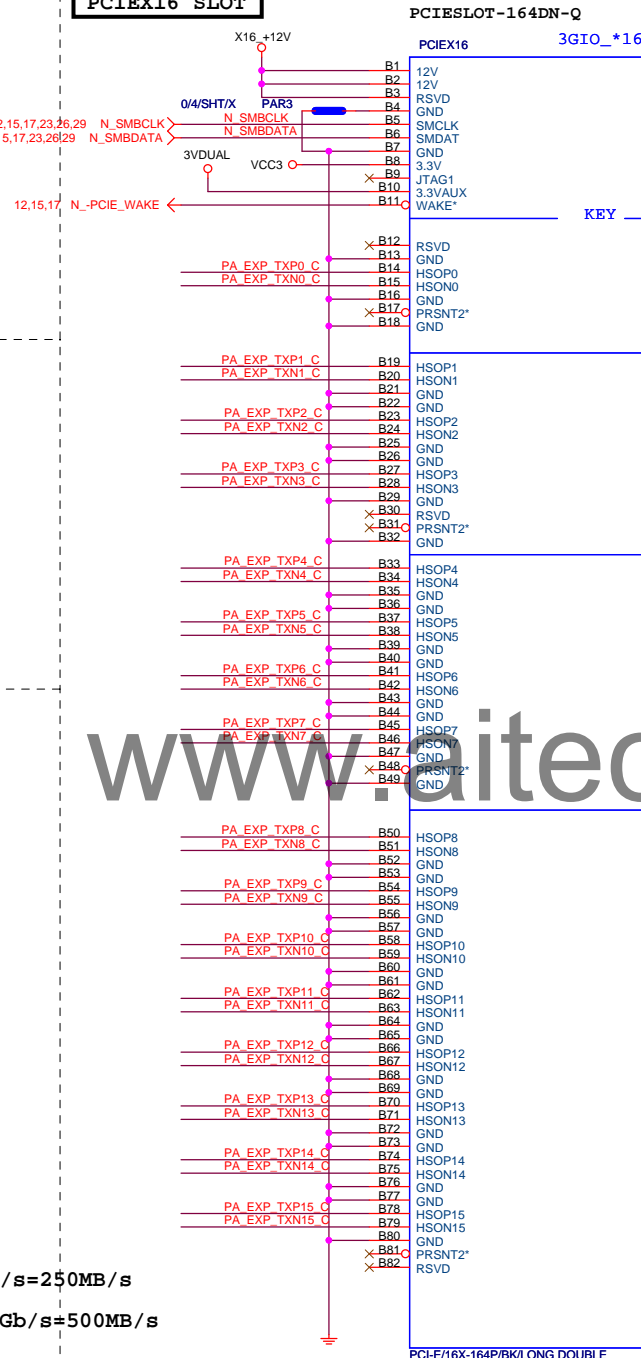 PCIEX16 SLOT
PCIESLOT-164DN-Q
X16_+12V
PCIEX16
3GIO_*16
B1 12V
B2 12V
B3 RSVD
0/4/SHT/X PAR3
B4 GND
2,15,17,23,26,29 N_SMBCLK N_SMBCLK B5 SMCLK
5,17,23,26,29 N_SMBDATA N_SMBDATA B6 SMDAT
B7 GND
3VDUAL
VCC3 B8 3.3V
B9 JTAG1
B10 3.3VAUX
12,15,17 N_-PCIE_WAKE B11 WAKE*
KEY
B12 RSVD
B13 GND
PA_EXP_TXP0_C B14 HSOP0
PA_EXP_TXN0_C B15 HSON0
B16 GND
B17 PRSNT2*
B18 GND
PA_EXP_TXP1_C B19 HSOP1
PA_EXP_TXN1_C B20 HSON1
B21 GND
B22 GND
PA_EXP_TXP2_C B23 HSOP2
PA_EXP_TXN2_C B24 HSON2
B25 GND
B26 GND
PA_EXP_TXP3_C B27 HSOP3
PA_EXP_TXN3_C B28 HSON3
B29 GND
B30 RSVD
B31 PRSNT2*
B32 GND
PA_EXP_TXP4_C B33 HSOP4
PA_EXP_TXN4_C B34 HSON4
B35 GND
B36 GND
PA_EXP_TXP5_C B37 HSOP5
PA_EXP_TXN5_C B38 HSON5
B39 GND
B40 GND
PA_EXP_TXP6_C B41 HSOP6
PA_EXP_TXN6_C B42 HSON6
B43 GND
B44 GND
PA_EXP_TXP7_C B45 HSOP7
PA_EXP_TXN7_C B46 HSON7
B47 GND
B48 PRSNT2*
B49 GND
www.aitec
PA_EXP_TXP8_C B50 HSOP8
PA_EXP_TXN8_C B51 HSON8
B52 GND
B53 GND
PA_EXP_TXP9_C B54 HSOP9
PA_EXP_TXN9_C B55 HSON9
B56 GND
B57 GND
PA_EXP_TXP10_C B58 HSOP10
PA_EXP_TXN10_C B59 HSON10
B60 GND
B61 GND
PA_EXP_TXP11_C B62 HSOP11
PA_EXP_TXN11_C B63 HSON11
B64 GND
B65 GND
PA_EXP_TXP12_C B66 HSOP12
PA_EXP_TXN12_C B67 HSON12
B68 GND
B69 GND
PA_EXP_TXP13_C B70 HSOP13
PA_EXP_TXN13_C B71 HSON13
B72 GND
B73 GND
PA_EXP_TXP14_C B74 HSOP14
PA_EXP_TXN14_C B75 HSON14
B76 GND
B77 GND
PA_EXP_TXP15_C B78 HSOP15
PA_EXP_TXN15_C B79 HSON15
B80 GND
B81 PRSNT2*
B82 RSVD
/s=250MB/s
Gb/s=500MB/s
PCI-E/16X-164P/BK/LONG DOUBLE